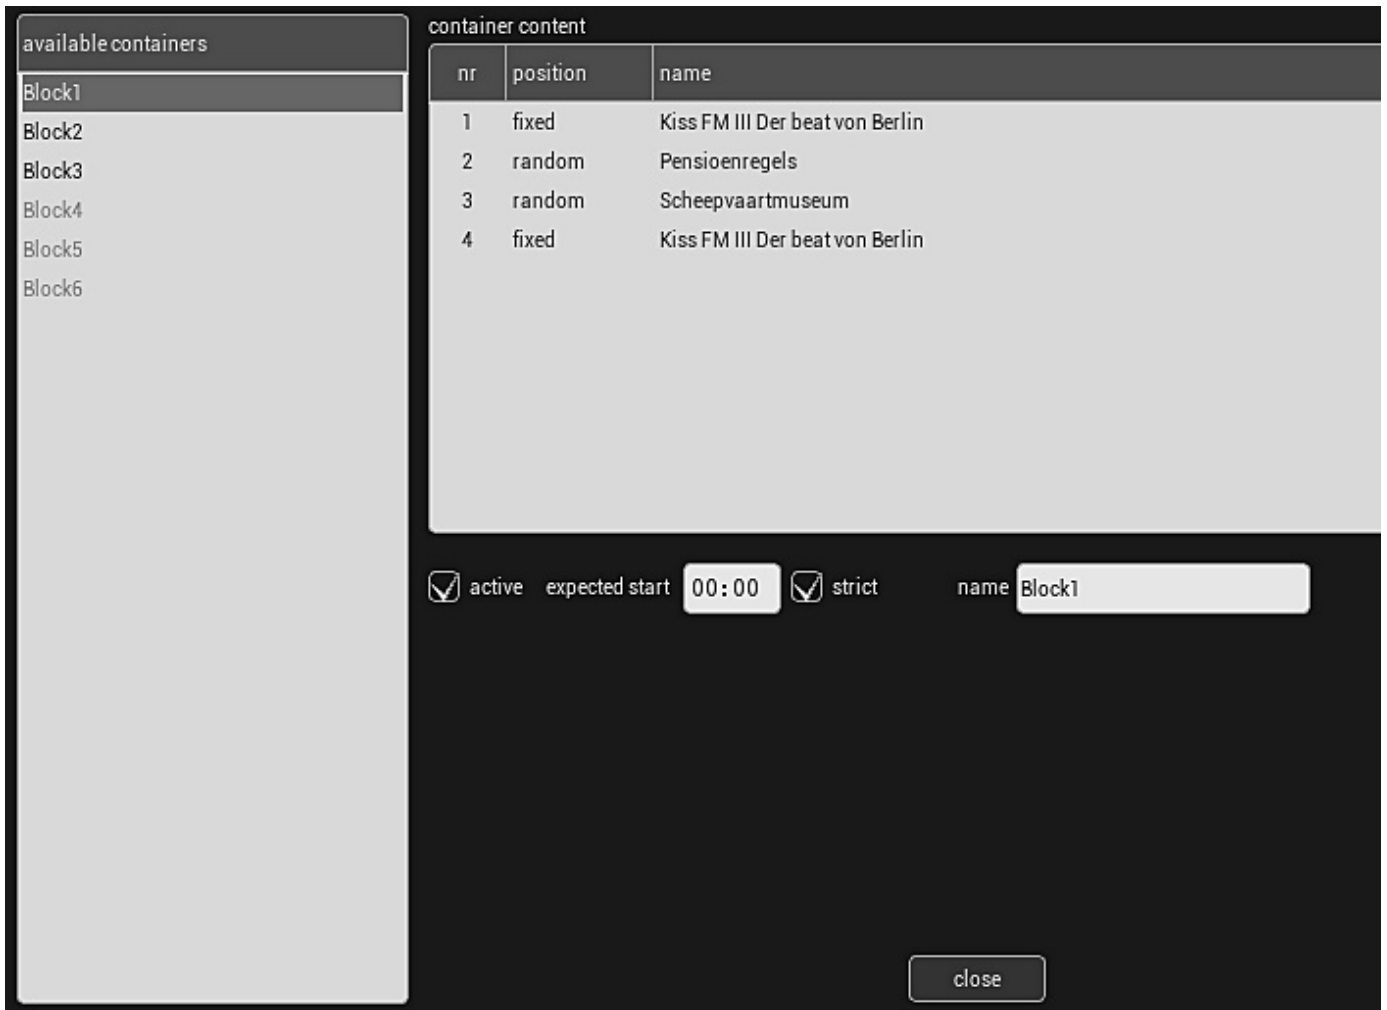 available containers
Block1
Block2
Block3
Block4
Block5
Block6
container content
nr position name
1 fixed Kiss FM III Der beat von Berlin
2 random Pensioenregels
3 random Scheepvaartmuseum
4 fixed Kiss FM III Der beat von Berlin
active expected start 00:00 strict name Block1
close